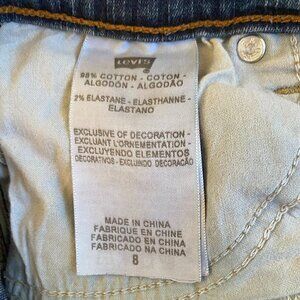 LEVI'S
98% COTTON - COTON -
ALGODÓN - ALGODÃO
2% ELASTANE - ELASTHANNE -
ELASTANO
EXCLUSIVE OF DECORATION -
EXCLUANT L'ORNEMENTATION -
EXCLUYENDO ELEMENTOS
DECORATIVOS - EXCLUINDO DECORAÇÃO
MADE IN CHINA
FABRIQUE EN CHINE
FABRICADO EN CHINA
FABRICADO NA CHINA
8